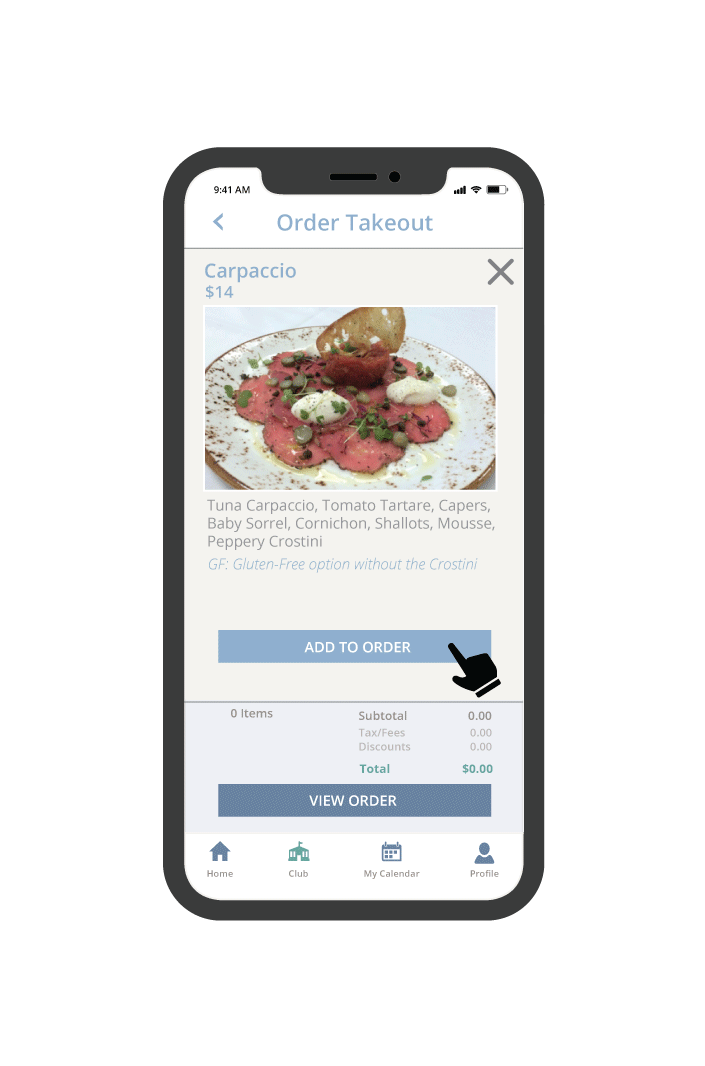 9:41 AM
Order Takeout
Carpaccio
$14
Tuna Carpaccio, Tomato Tartare, Capers,
Baby Sorrel, Cornichon, Shallots, Mousse,
Peppery Crostini
GF: Gluten-Free option without the Crostini
ADD TO ORDER
0 Items
Subtotal 0.00
Tax/Fees 0.00
Discounts 0.00
Total $0.00
VIEW ORDER
Home Club My Calendar Profile